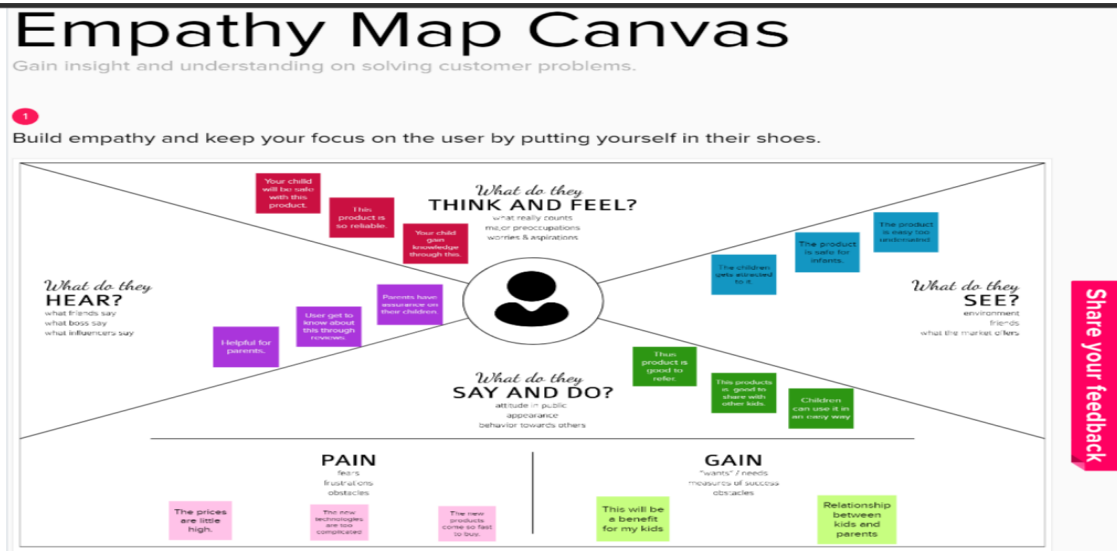 Empathy Map Canvas
Gain insight and understanding on solving customer problems.
1
Build empathy and keep your focus on the user by putting yourself in their shoes.
What do they
THINK AND FEEL?
what really counts
major preoccupations
worries & aspirations
Your child
will be safe
with this
product.
This
product is
so reliable.
Your child
gain
knowledge
through this.
What do they
HEAR?
what friends say
what boss say
what influencers say
Parents have
assurance on
their children
User get to
know about
this through
reviews
Helpful for
parents.
What do they
SEE?
environment
friends
what the market offers
The product
is easy too
understand
The product
is safe for
infants.
The children
gets attracted
to it
What do they
SAY AND DO?
attitude in public
appearance
behavior towards others
Thus
product is
good to
refer.
This products
is good to
share with
other kids.
Children
can use it in
an easy way
PAIN
fears
frustrations
obstacles
The prices
are little
high.
The new
technologies
are too
complicated
The new
products
come so fast
to buy.
GAIN
"wants" / needs
measures of success
obstacles
This will be
a benefit
for my kids
Relationship
between
kids and
parents
Share your feedback